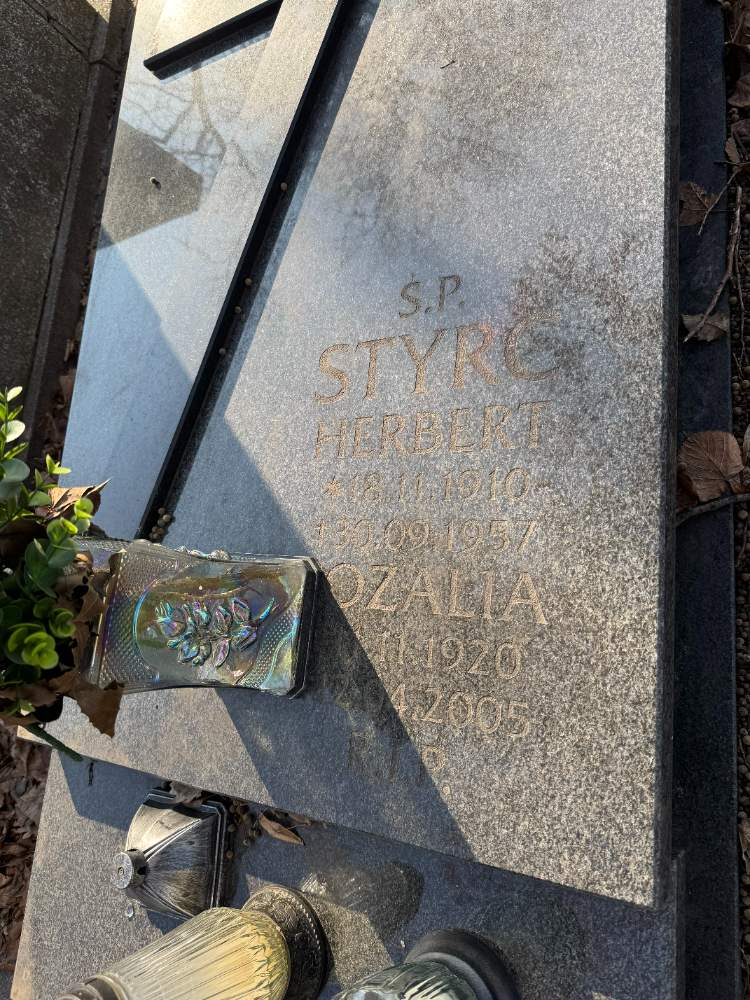 Ś.P.
STYRC
HERBERT
*18.11.1910
†30.09.1957
OZALIA
.11.1920
.4.2005
R.I.P.